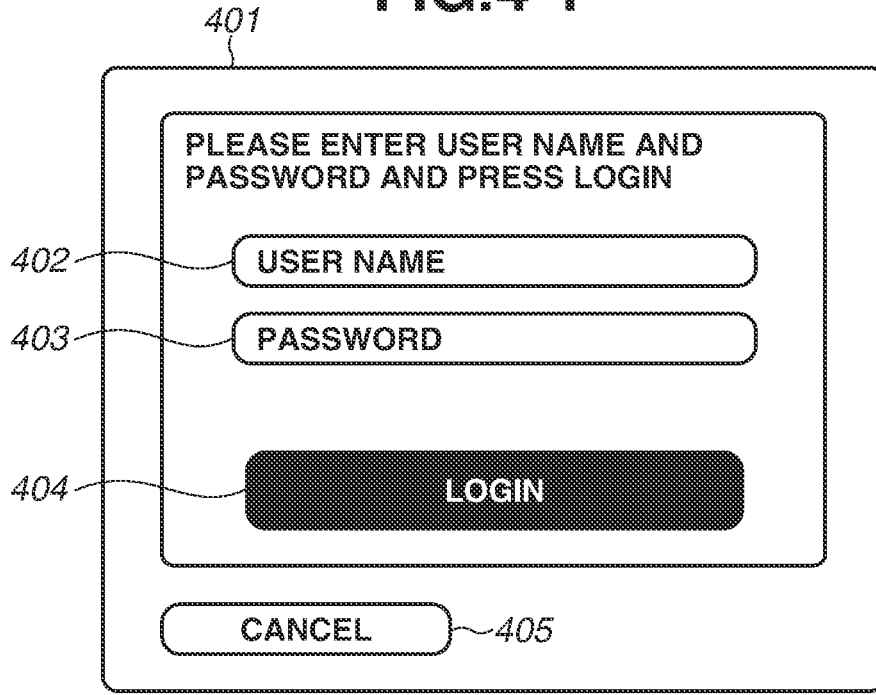 401
PLEASE ENTER USER NAME AND
PASSWORD AND PRESS LOGIN
402
USER NAME
403
PASSWORD
404
LOGIN
CANCEL
405